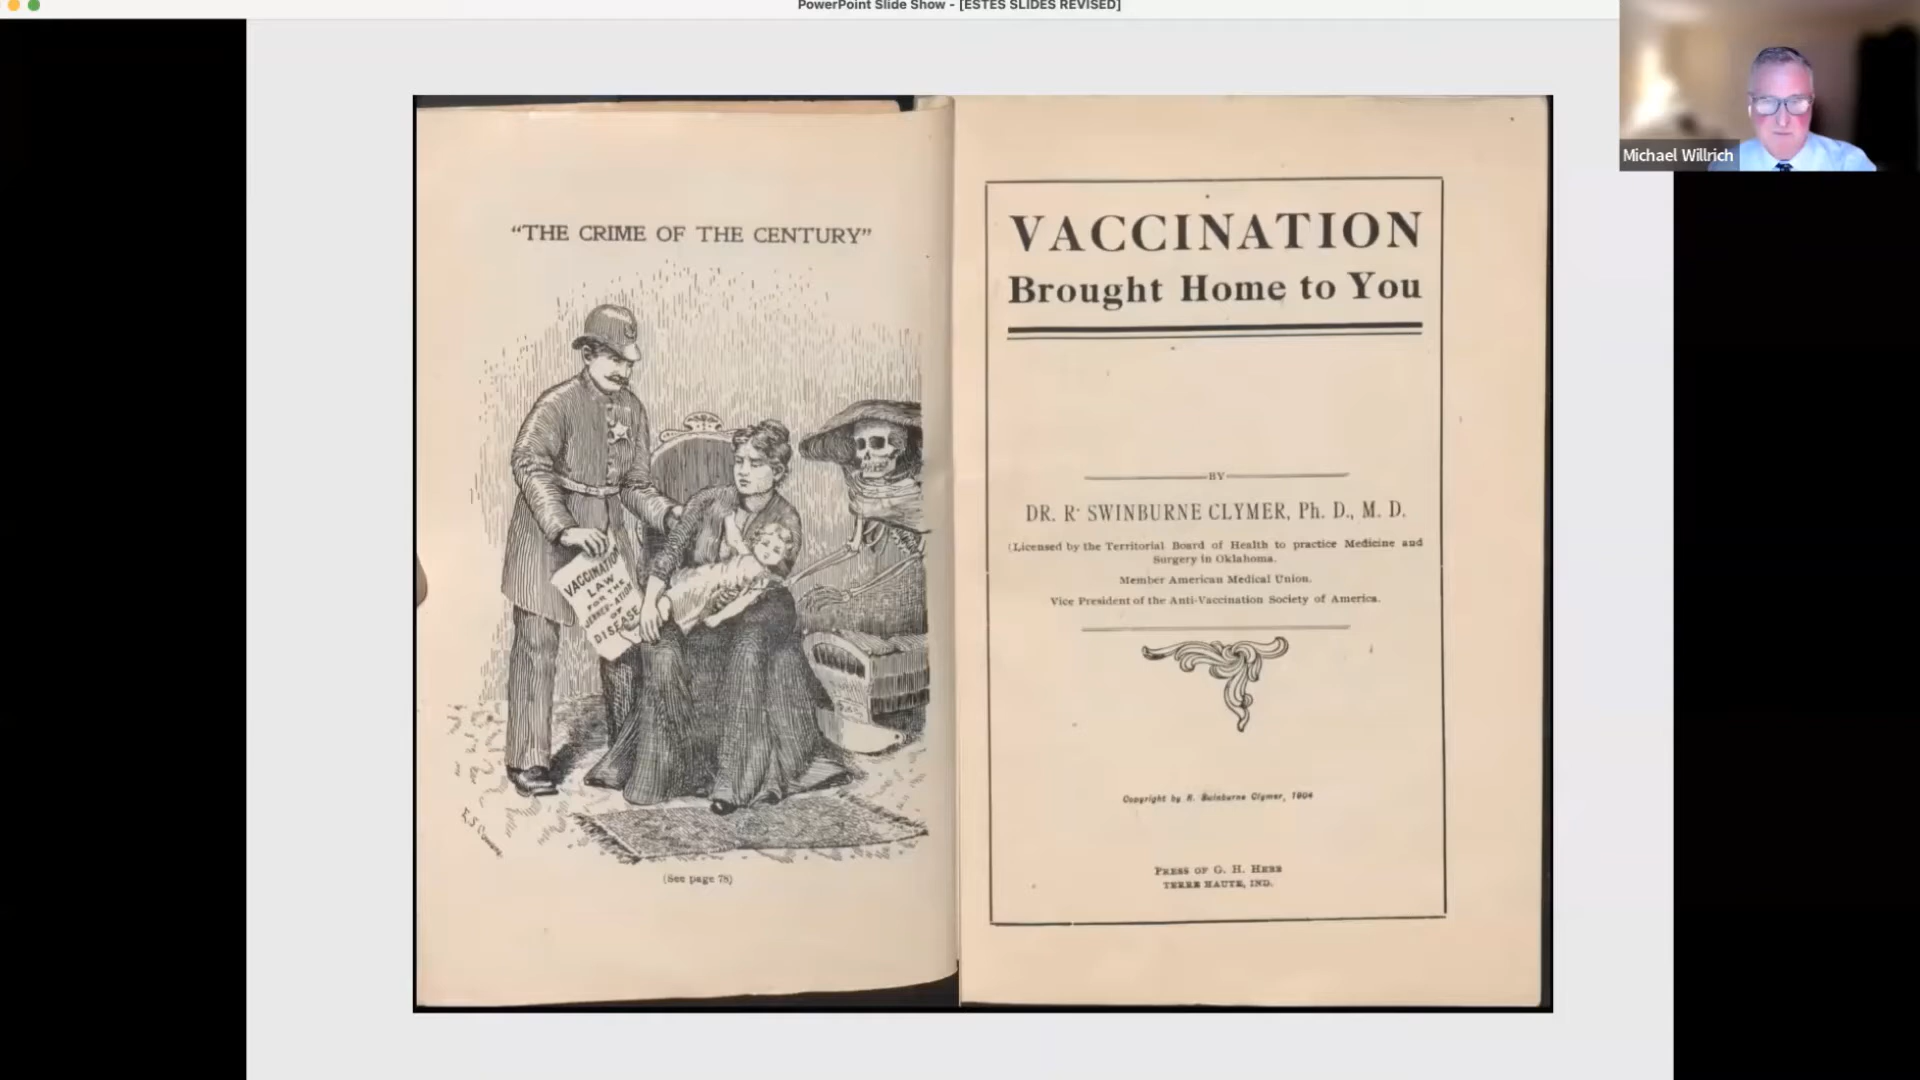 PowerPoint Slide Show - [ESTES SLIDES REVISED]
Michael Willrich
"THE CRIME OF THE CENTURY"
VACCINATION
LAW
FOR THE
OF
DISEASE
(See page 78)
VACCINATION
Brought Home to You
BY
DR. R. SWINBURNE CLYMER, Ph. D., M. D.
(Licensed by the Territorial Board of Health to practice Medicine and
Surgery in Oklahoma.
Member American Medical Union.
Vice President of the Anti-Vaccination Society of America.
Copyright by R. Swinburne Clymer, 1904
PRESS OF G. H. HEBB
TERRE HAUTE, IND.